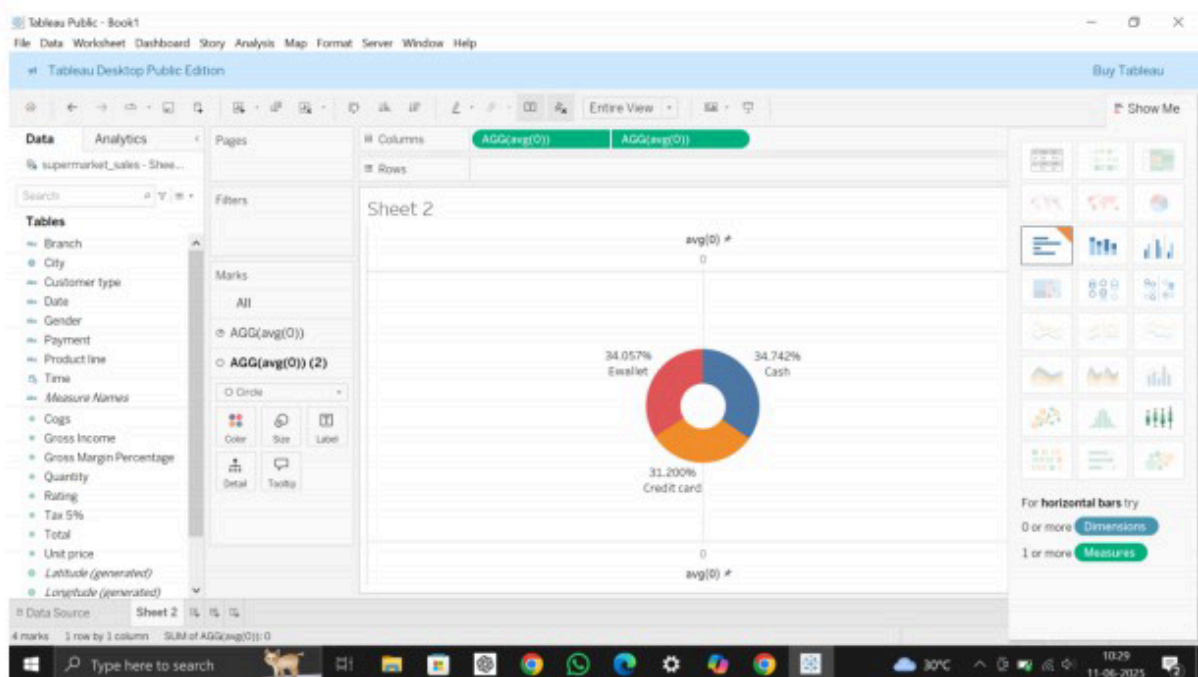 Tableau Public - Book1
File Data Worksheet Dashboard Story Analysis Map Format Server Window Help
Tableau Desktop Public Edition
Buy Tableau
Entire View
Show Me
Data Analytics
supermarket_sales - Shee...
Search
Tables
Branch
City
Customer type
Date
Gender
Payment
Product line
Time
Measure Names
Cogs
Gross Income
Gross Margin Percentage
Quantity
Rating
Tax 5%
Total
Unit price
Latitude (generated)
Longitude (generated)
Pages
Filters
Marks
All
AGG(avg(0))
AGG(avg(0)) (2)
Circle
Color Size Label
Detail Tooltip
Columns AGG(avg(0)) AGG(avg(0))
Rows
Sheet 2
avg(0)
0
34.057%
Ewallet
34.742%
Cash
31.200%
Credit card
0
avg(0)
For horizontal bars try
0 or more Dimensions
1 or more Measures
Data Source Sheet 2
4 marks 1 row by 1 column SUM of AGG(avg(0)): 0
Type here to search
30°C
10:29
11-06-2025
2